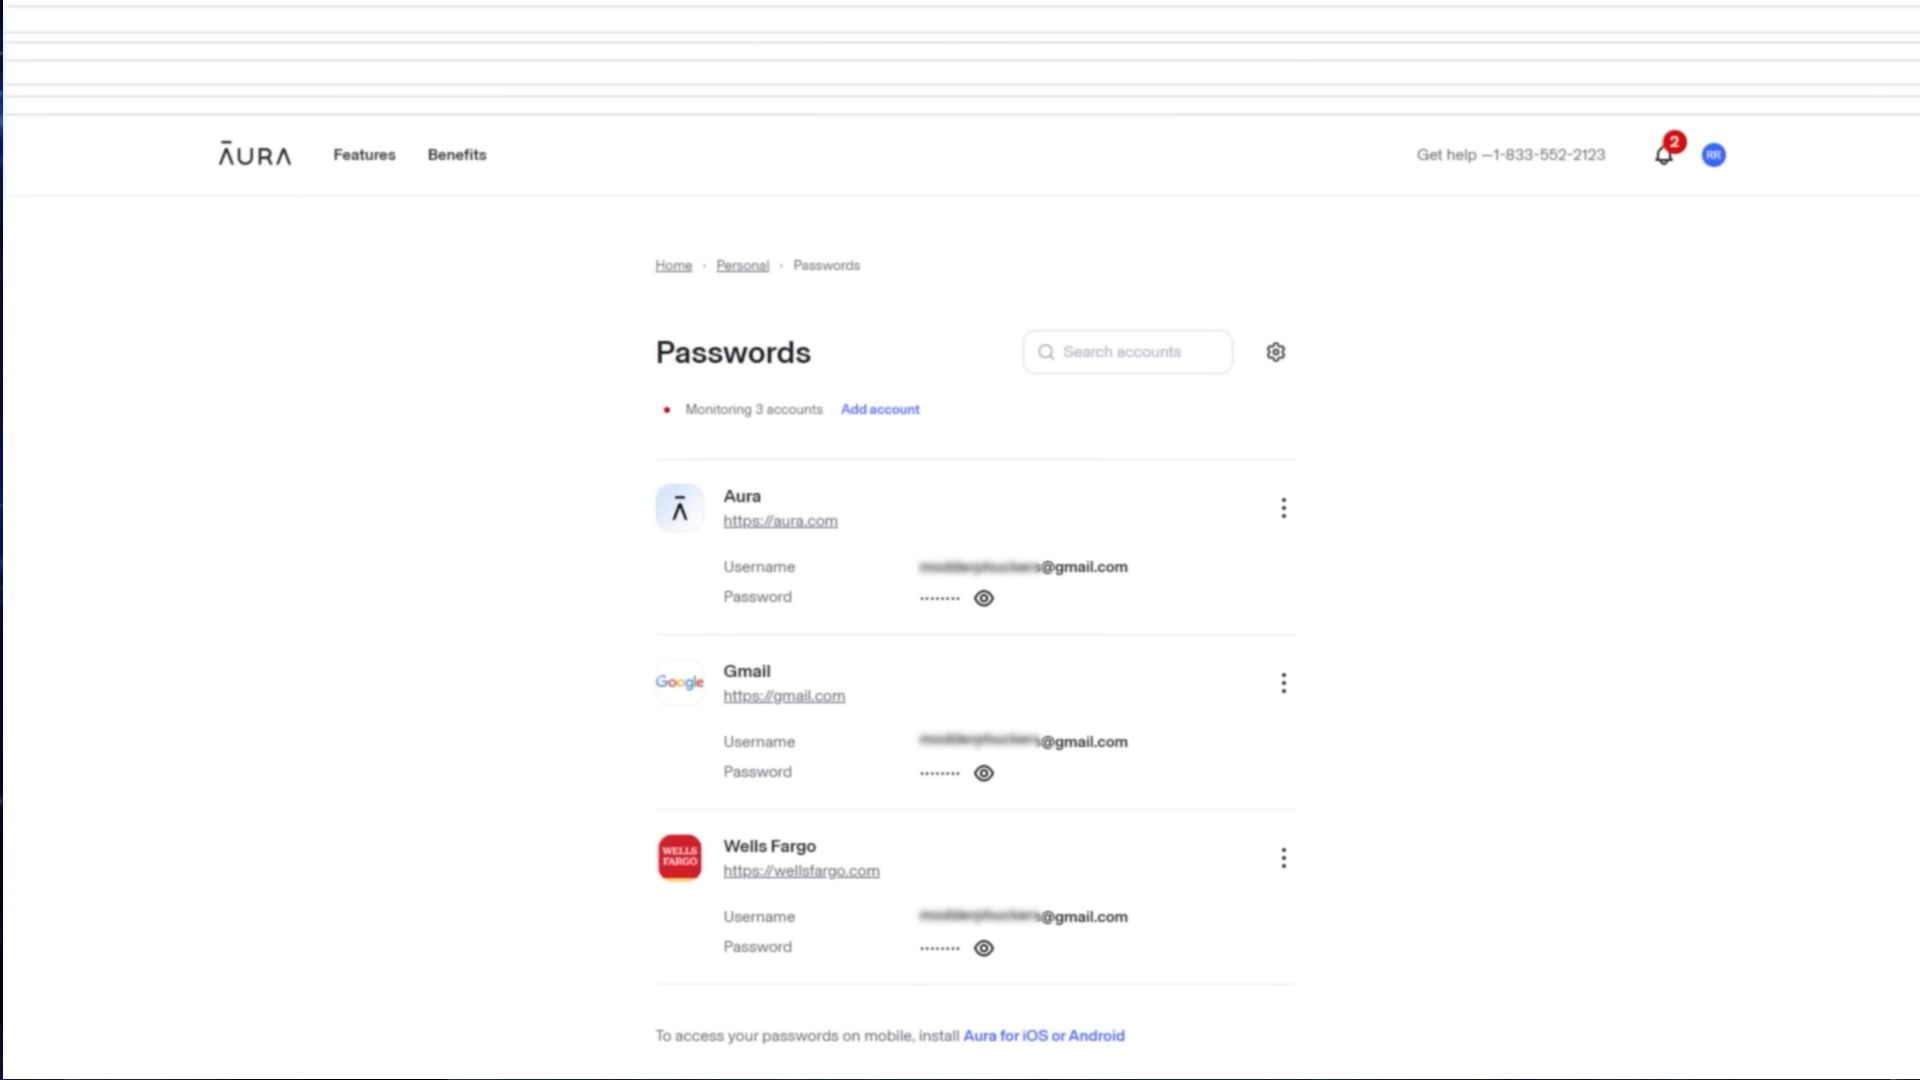 ĀURA Features Benefits Get help –1-833-552-2123 2 RR
Home › Personal › Passwords
Passwords Search accounts
Monitoring 3 accounts Add account
Aura
https://aura.com
Username @gmail.com
Password ········
Google Gmail
https://gmail.com
Username @gmail.com
Password ········
WELLS FARGO Wells Fargo
https://wellsfargo.com
Username @gmail.com
Password ········
To access your passwords on mobile, install Aura for iOS or Android